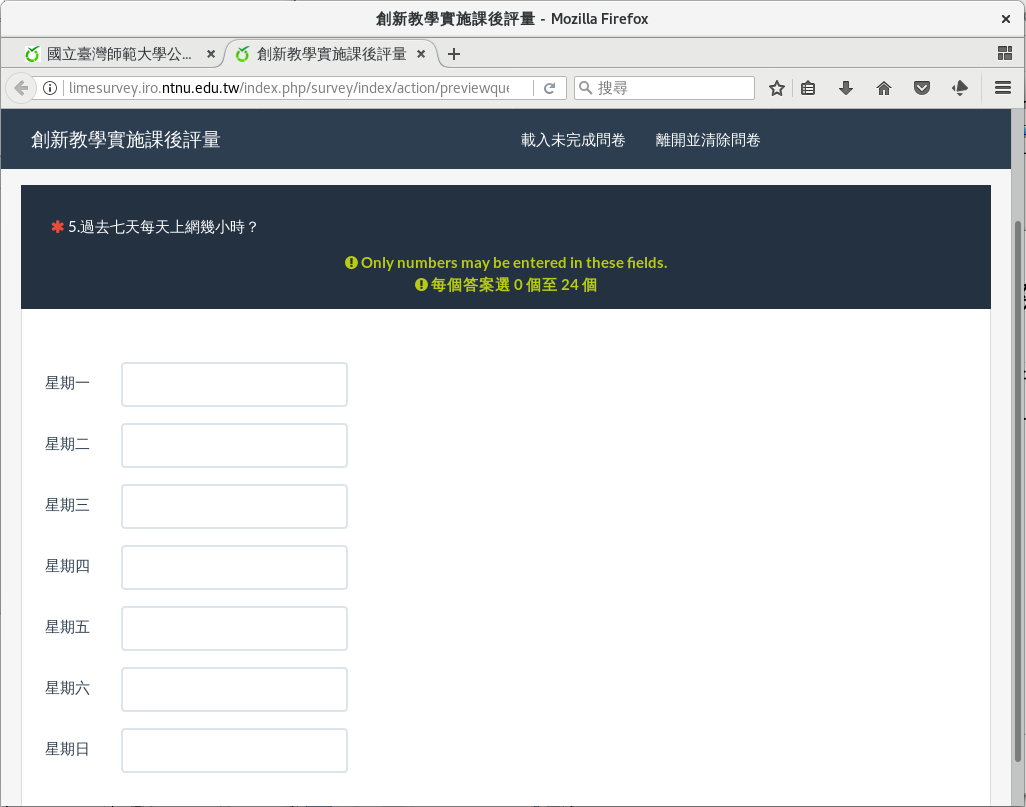 創新教學實施課後評量 - Mozilla Firefox
國立臺灣師範大學公... 創新教學實施課後評量
limesurvey.iro.ntnu.edu.tw/index.php/survey/index/action/previewque 搜尋
創新教學實施課後評量 載入未完成問卷 離開並清除問卷
5.過去七天每天上網幾小時？
Only numbers may be entered in these fields.
每個答案選 0 個至 24 個
星期一
星期二
星期三
星期四
星期五
星期六
星期日